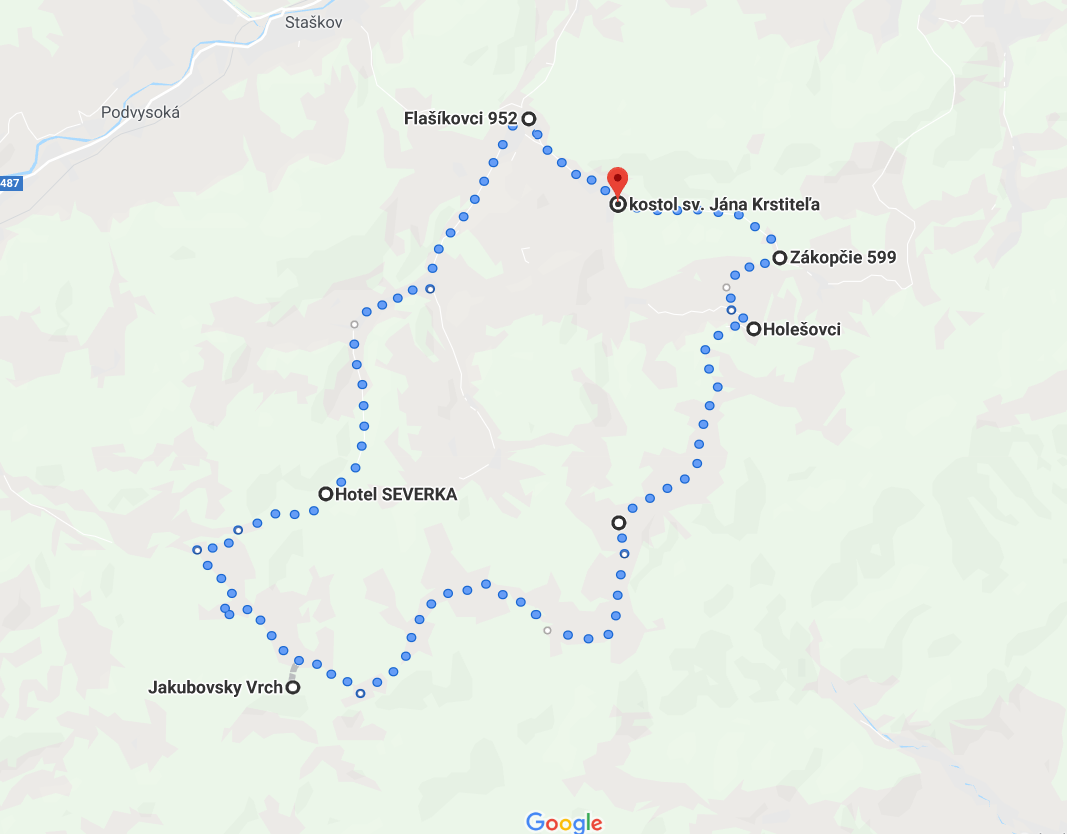 Staškov
Podvysoká
Flašíkovci 952
487
kostol sv. Jána Krstiteľa
Zákopčie 599
Holešovci
Hotel SEVERKA
Jakubovsky Vrch
Google